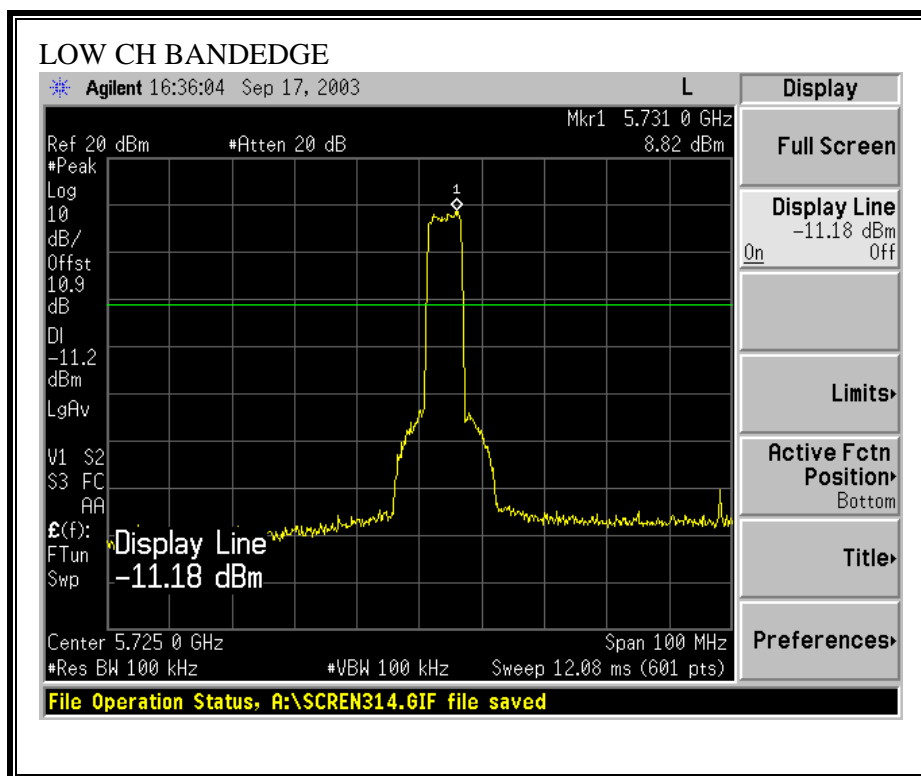 LOW CH BANDEDGE
Agilent 16:36:04 Sep 17, 2003 L
Mkr1 5.731 0 GHz
Ref 20 dBm #Atten 20 dB 8.82 dBm
#Peak
Log
10
dB/
Offst
10.9
dB
DI
-11.2
dBm
LgAv
V1 S2
S3 FC
AA
£(f):
FTun
Swp
1
Display Line
-11.18 dBm
Center 5.725 0 GHz Span 100 MHz
#Res BW 100 kHz #VBW 100 kHz Sweep 12.08 ms (601 pts)
File Operation Status, A:\SCREN314.GIF file saved
Display
Full Screen
Display Line
-11.18 dBm
On Off
Limits
Active Fctn
Position
Bottom
Title
Preferences